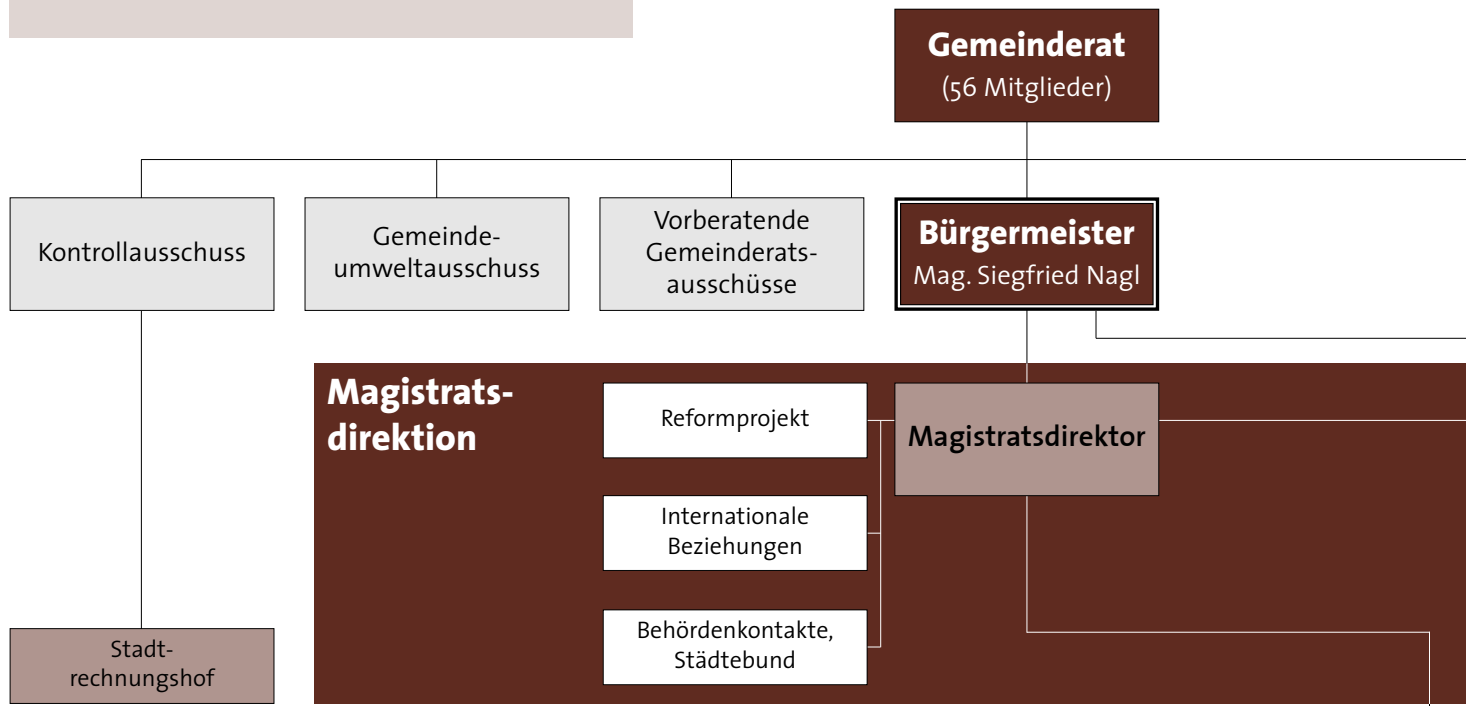 Gemeinderat
(56 Mitglieder)
Kontrollausschuss
Gemeinde-
umweltausschuss
Vorberatende
Gemeinderats-
ausschüsse
Bürgermeister
Mag. Siegfried Nagl
Magistrats-
direktion
Reformprojekt
Magistratsdirektor
Internationale
Beziehungen
Behördenkontakte,
Städtebund
Stadt-
rechnungshof